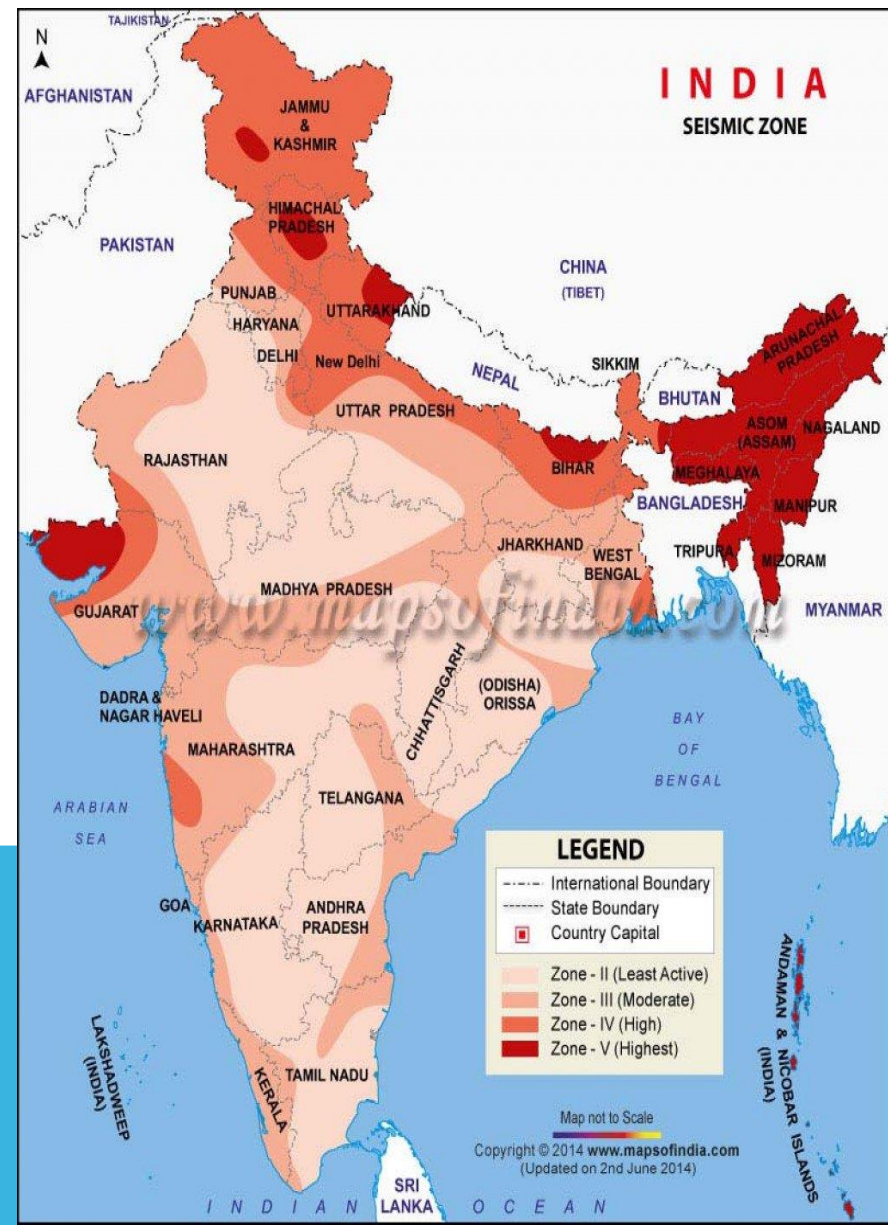 TAJIKISTAN
N
AFGHANISTAN
I N D I A
SEISMIC ZONE
JAMMU
&
KASHMIR
HIMACHAL
PRADESH
PAKISTAN
CHINA
(TIBET)
PUNJAB
UTTARAKHAND
HARYANA
DELHI
New Delhi
NEPAL
SIKKIM
BHUTAN
ARUNACHAL
PRADESH
UTTAR PRADESH
ASOM
(ASSAM)
NAGALAND
RAJASTHAN
BIHAR
MEGHALAYA
BANGLADESH
MANIPUR
JHARKHAND
WEST
BENGAL
TRIPURA
MIZORAM
MADHYA PRADESH
GUJARAT
www.mapsofindia.com
MYANMAR
DADRA &
NAGAR HAVELI
CHHATTISGARH
(ODISHA)
ORISSA
BAY
OF
BENGAL
MAHARASHTRA
ARABIAN
SEA
TELANGANA
GOA
KARNATAKA
ANDHRA
PRADESH
LEGEND
International Boundary
State Boundary
Country Capital
Zone - II (Least Active)
Zone - III (Moderate)
Zone - IV (High)
Zone - V (Highest)
ANDAMAN & NICOBAR ISLANDS
(INDIA)
LAKSHADWEEP
(INDIA)
KERALA
TAMIL NADU
Map not to Scale
Copyright © 2014 www.mapsofindia.com
(Updated on 2nd June 2014)
SRI
LANKA
I N D I A N O C E A N